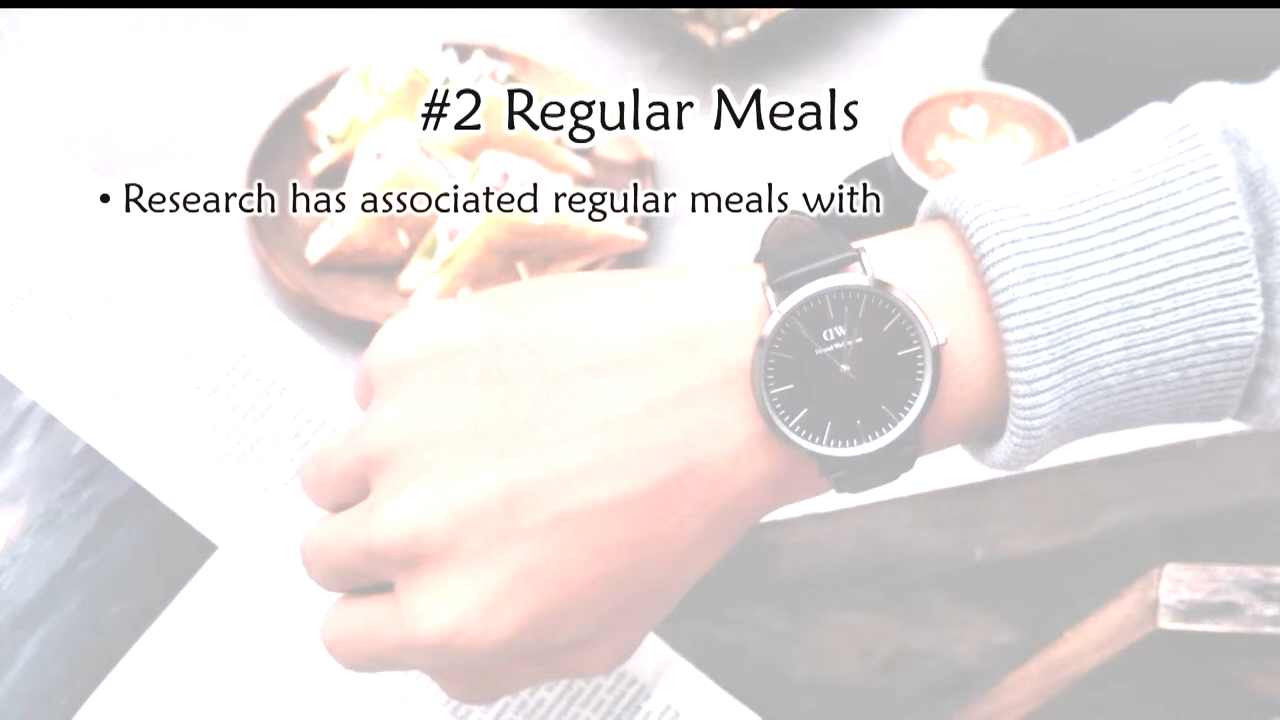 #2 Regular Meals
• Research has associated regular meals with
DW